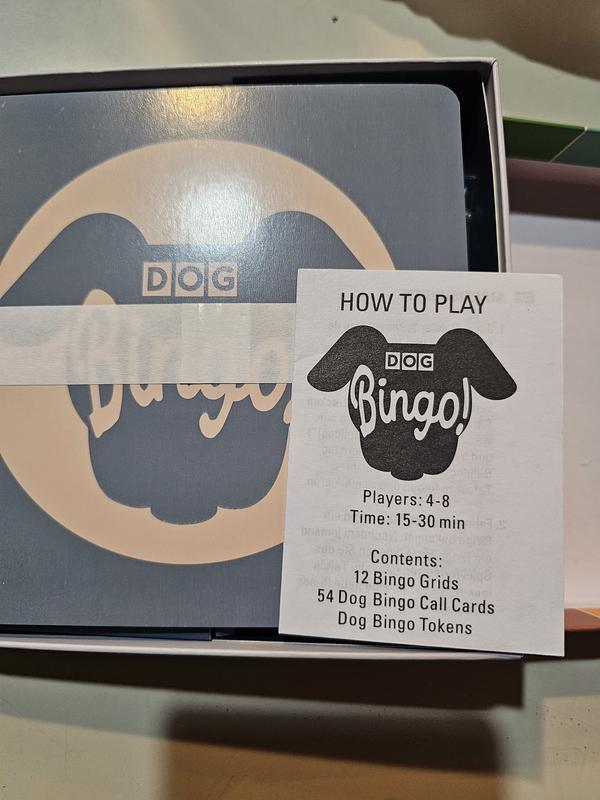 DOG
Bingo!
HOW TO PLAY
DOG
Bingo!
Players: 4-8
Time: 15-30 min
Contents:
12 Bingo Grids
54 Dog Bingo Call Cards
Dog Bingo Tokens